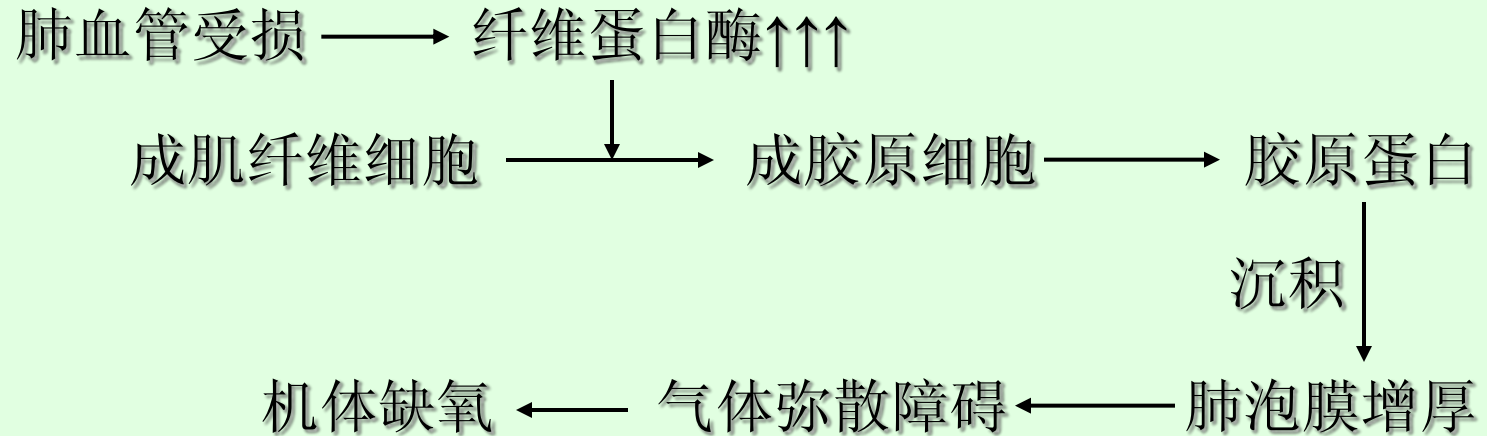 肺血管受损 纤维蛋白酶↑↑↑
成肌纤维细胞 成胶原细胞 胶原蛋白
沉积
机体缺氧 气体弥散障碍 肺泡膜增厚